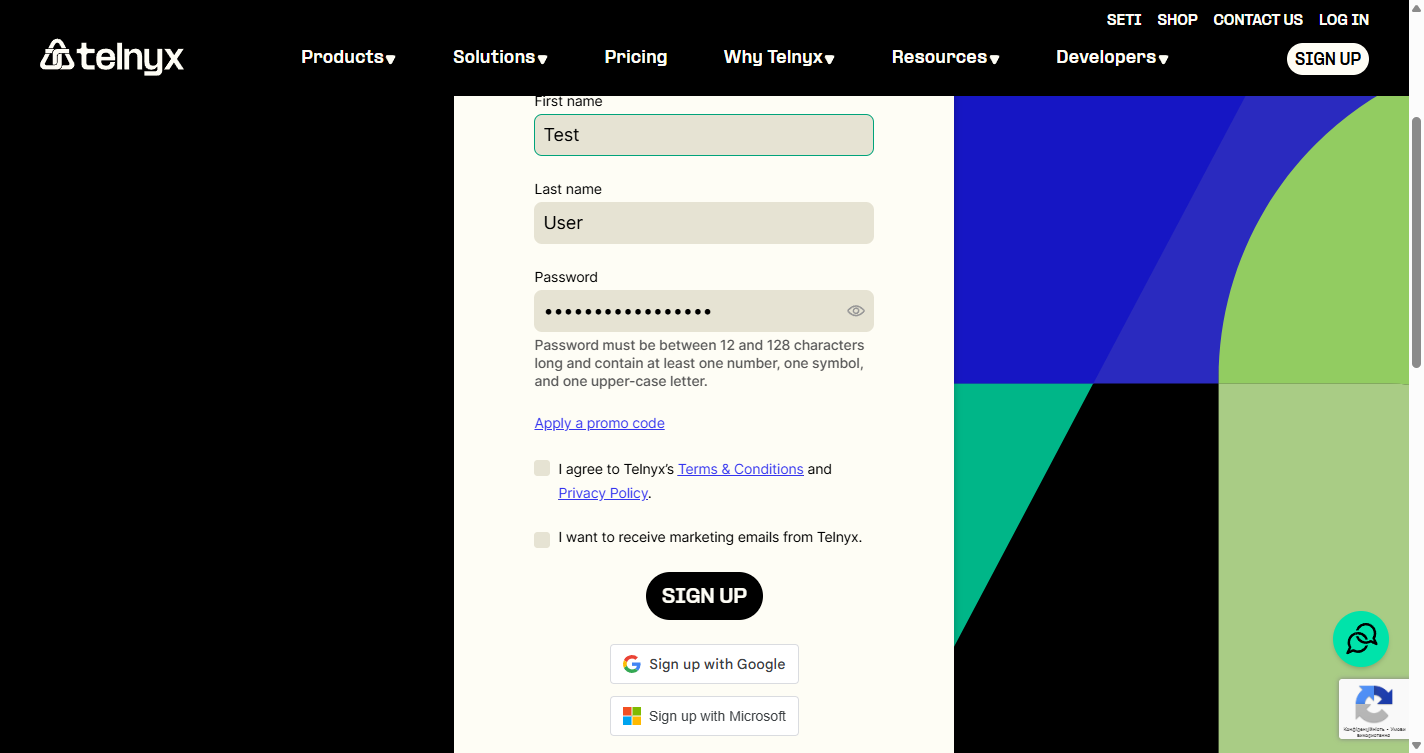 SETI SHOP CONTACT US LOG IN
telnyx Products Solutions Pricing Why Telnyx Resources Developers SIGN UP
First name
Test
Last name
User
Password
Password must be between 12 and 128 characters
long and contain at least one number, one symbol,
and one upper-case letter.
Apply a promo code
I agree to Telnyx’s Terms & Conditions and
Privacy Policy.
I want to receive marketing emails from Telnyx.
SIGN UP
Sign up with Google
Sign up with Microsoft
Конфіденційність - Умови
використання